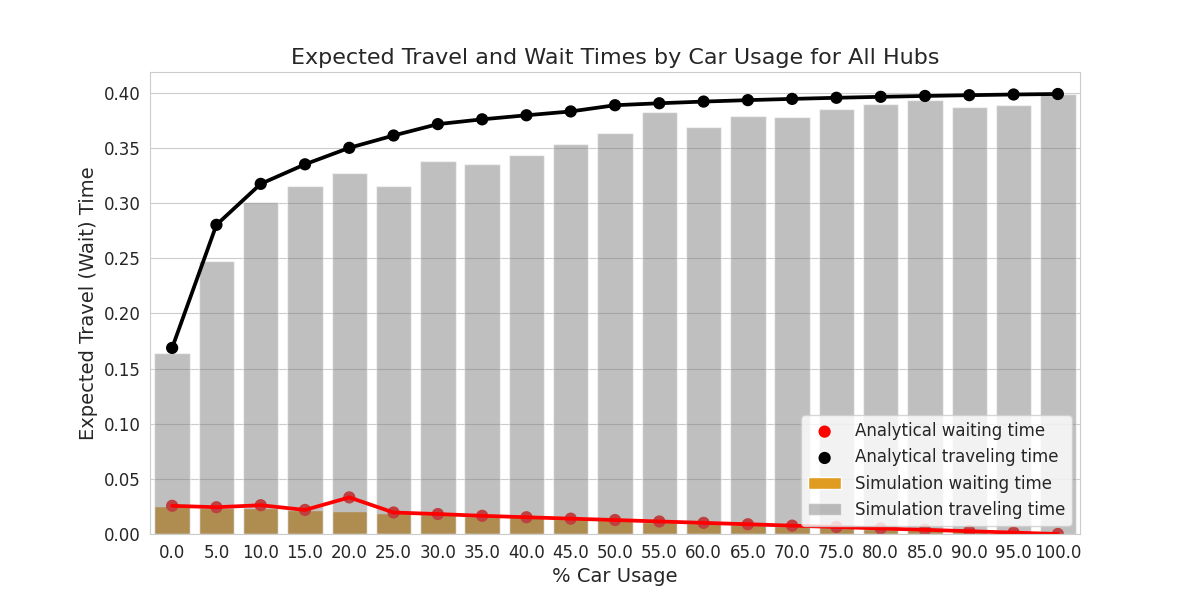 Expected Travel and Wait Times by Car Usage for All Hubs
Expected Travel (Wait) Time
0.40
0.35
0.30
0.25
0.20
0.15
0.10
0.05
0.00
Analytical waiting time
Analytical traveling time
Simulation waiting time
Simulation traveling time
0.0 5.0 10.0 15.0 20.0 25.0 30.0 35.0 40.0 45.0 50.0 55.0 60.0 65.0 70.0 75.0 80.0 85.0 90.0 95.0 100.0
% Car Usage